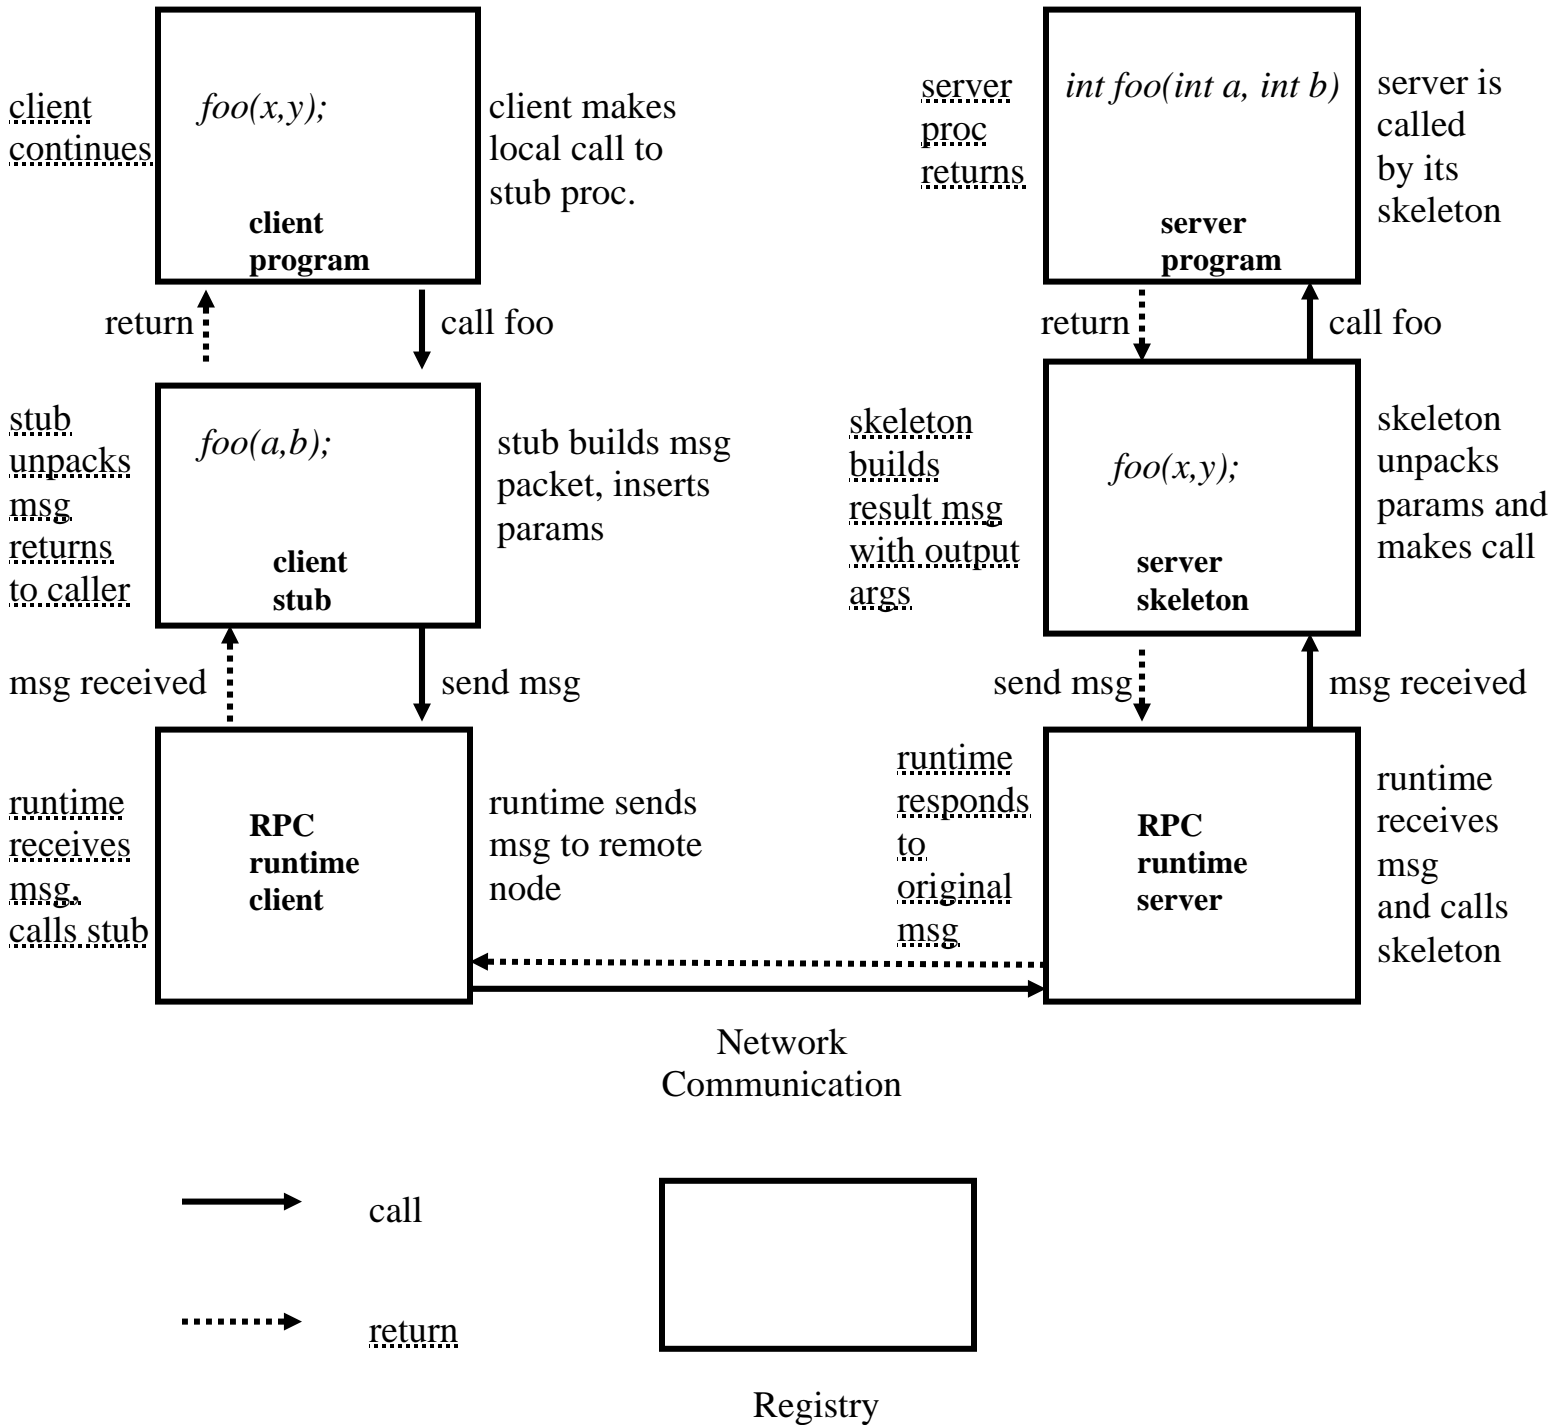 client
continues
foo(x,y);
client
program
client makes
local call to
stub proc.
server
proc
returns
int foo(int a, int b)
server
program
server is
called
by its
skeleton
return
call foo
return
call foo
stub
unpacks
msg
returns
to caller
foo(a,b);
client
stub
stub builds msg
packet, inserts
params
skeleton
builds
result msg
with output
args
foo(x,y);
server
skeleton
skeleton
unpacks
params and
makes call
msg received
send msg
send msg
msg received
runtime
receives
msg,
calls stub
RPC
runtime
client
runtime sends
msg to remote
node
runtime
responds
to
original
msg
RPC
runtime
server
runtime
receives
msg
and calls
skeleton
Network
Communication
call
return
Registry